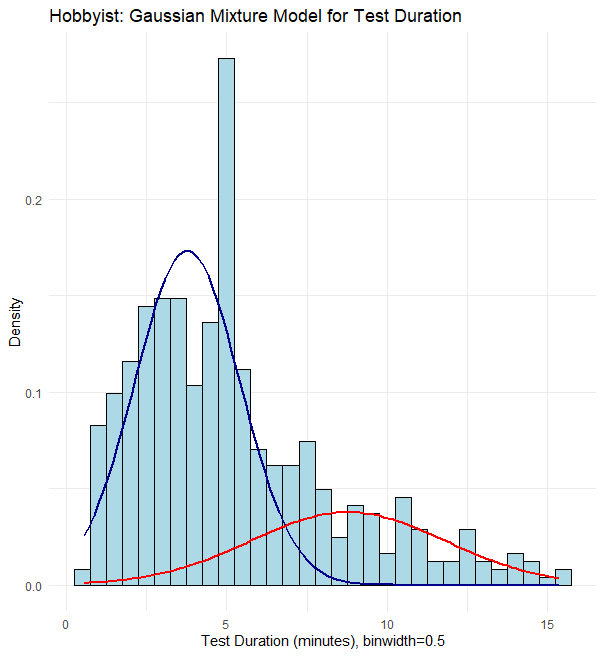 Hobbyist: Gaussian Mixture Model for Test Duration
Density
0.2
0.1
0.0
0
5
10
15
Test Duration (minutes), binwidth=0.5